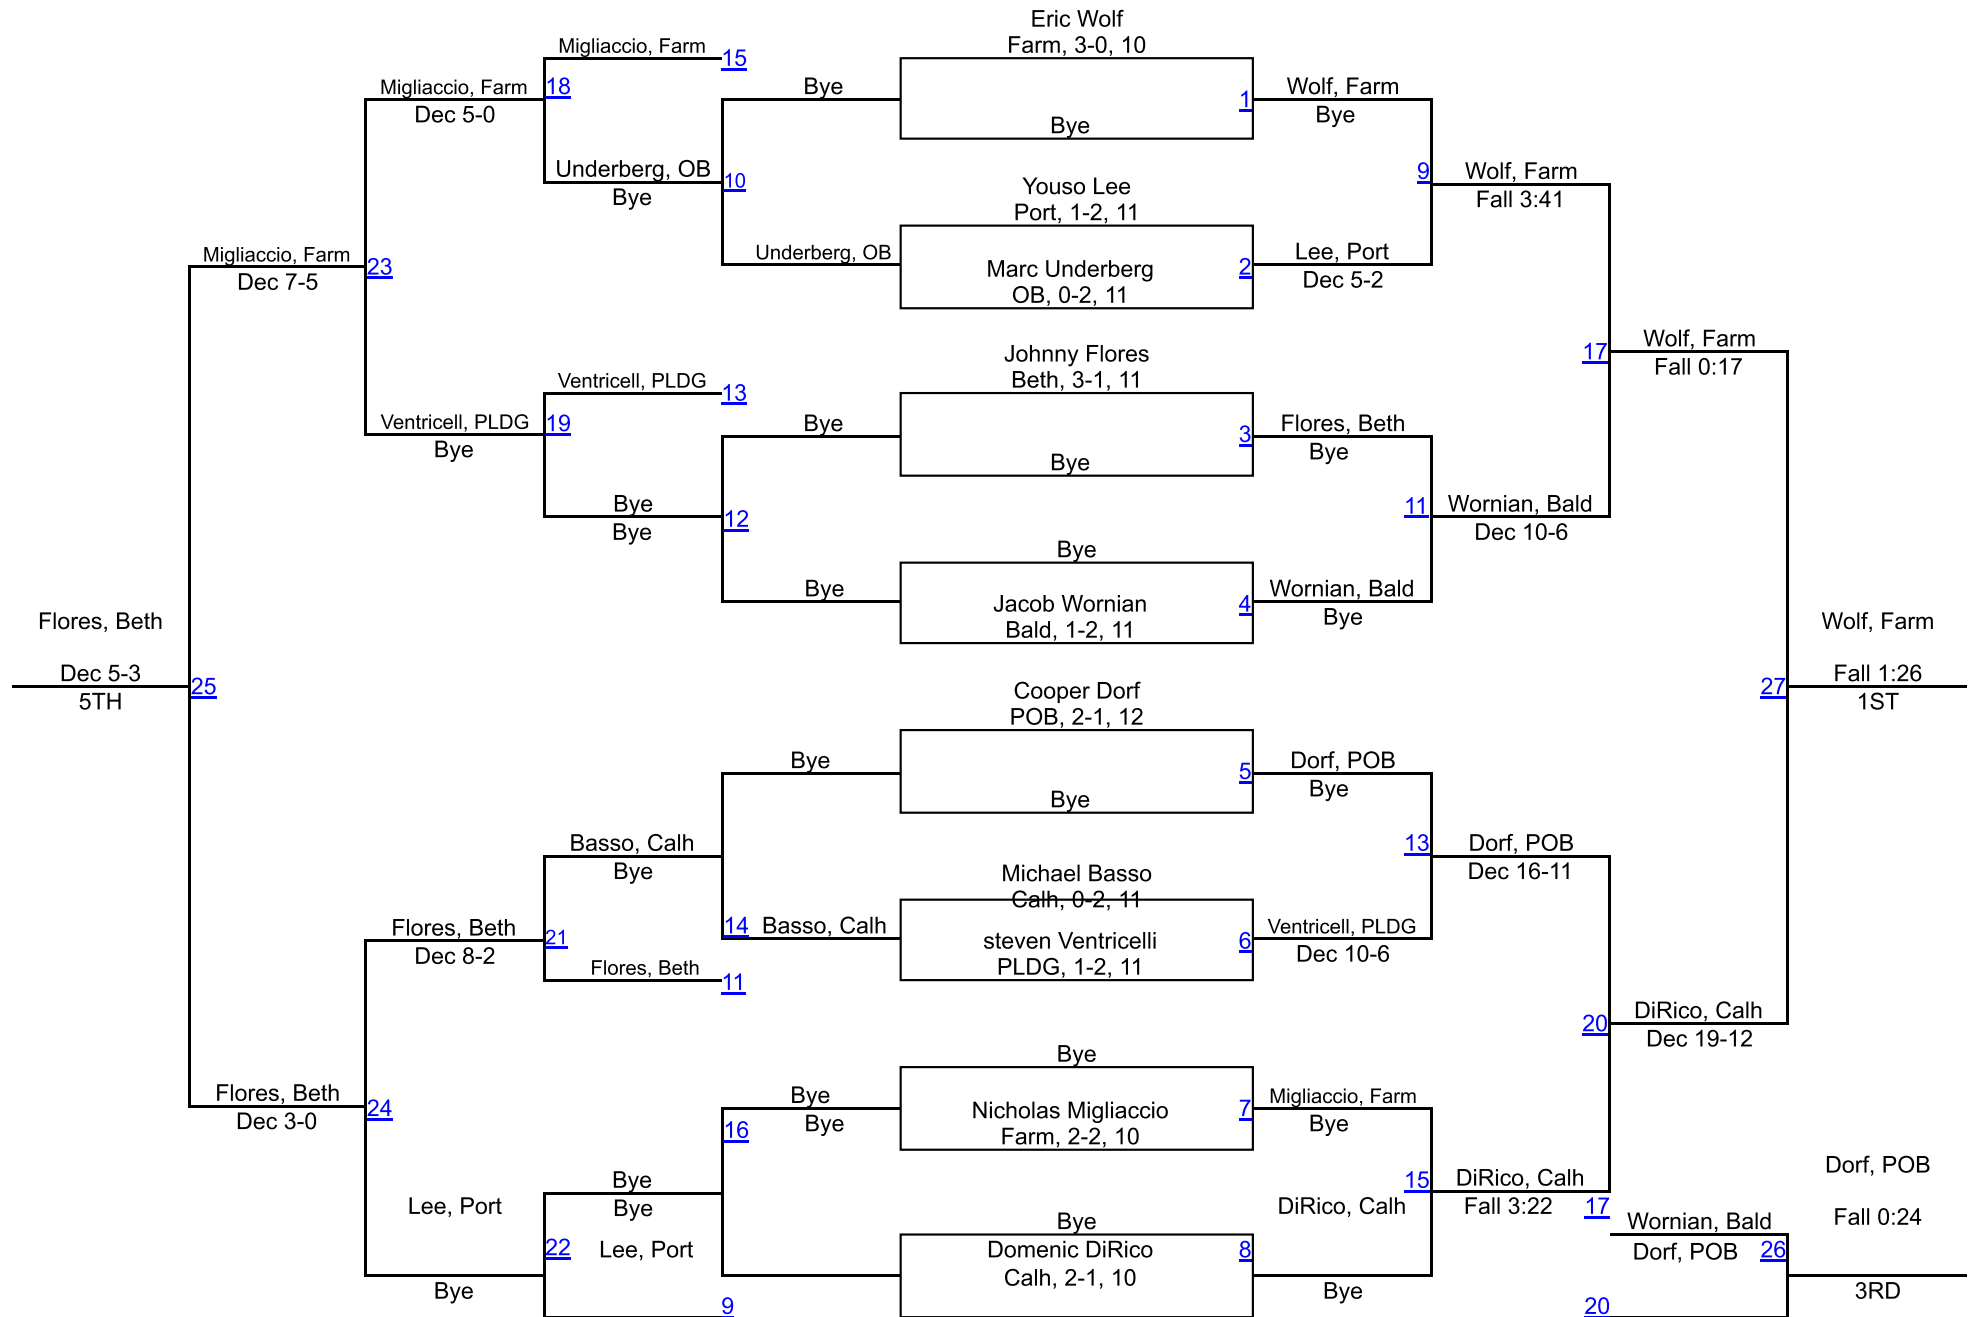 Eric Wolf
Farm, 3-0, 10
Migliaccio, Farm
15
Migliaccio, Farm
18
Bye
1
Wolf, Farm
Dec 5-0
Bye
Bye
Underberg, OB
10
Bye
Youso Lee
Port, 1-2, 11
9
Wolf, Farm
Fall 3:41
Migliaccio, Farm
23
Dec 7-5
Underberg, OB
Marc Underberg
OB, 0-2, 11
2
Lee, Port
Dec 5-2
Johnny Flores
Beth, 3-1, 11
17
Wolf, Farm
Fall 0:17
Ventricell, PLDG
13
Ventricell, PLDG
19
Bye
Bye
3
Flores, Beth
Bye
Bye
Bye
Bye
12
11
Wornian, Bald
Dec 10-6
Bye
Bye
Jacob Wornian
Bald, 1-2, 11
4
Wornian, Bald
Bye
Flores, Beth
Dec 5-3
5TH
25
Wolf, Farm
Fall 1:26
1ST
27
Cooper Dorf
POB, 2-1, 12
Bye
Bye
5
Dorf, POB
Bye
Basso, Calh
Bye
13
Dorf, POB
Dec 16-11
Michael Basso
Calh, 0-2, 11
Flores, Beth
21
Dec 8-2
14
Basso, Calh
steven Ventricelli
PLDG, 1-2, 11
6
Ventricell, PLDG
Dec 10-6
Flores, Beth
11
20
DiRico, Calh
Dec 19-12
Bye
Flores, Beth
24
Dec 3-0
16
Bye
Bye
Nicholas Migliaccio
Farm, 2-2, 10
7
Migliaccio, Farm
Bye
Bye
Bye
Lee, Port
15
DiRico, Calh
Fall 3:22
DiRico, Calh
Bye
22
Lee, Port
Domenic DiRico
Calh, 2-1, 10
8
Bye
Bye
9
17
Wornian, Bald
Dorf, POB
26
20
Dorf, POB
Fall 0:24
3RD